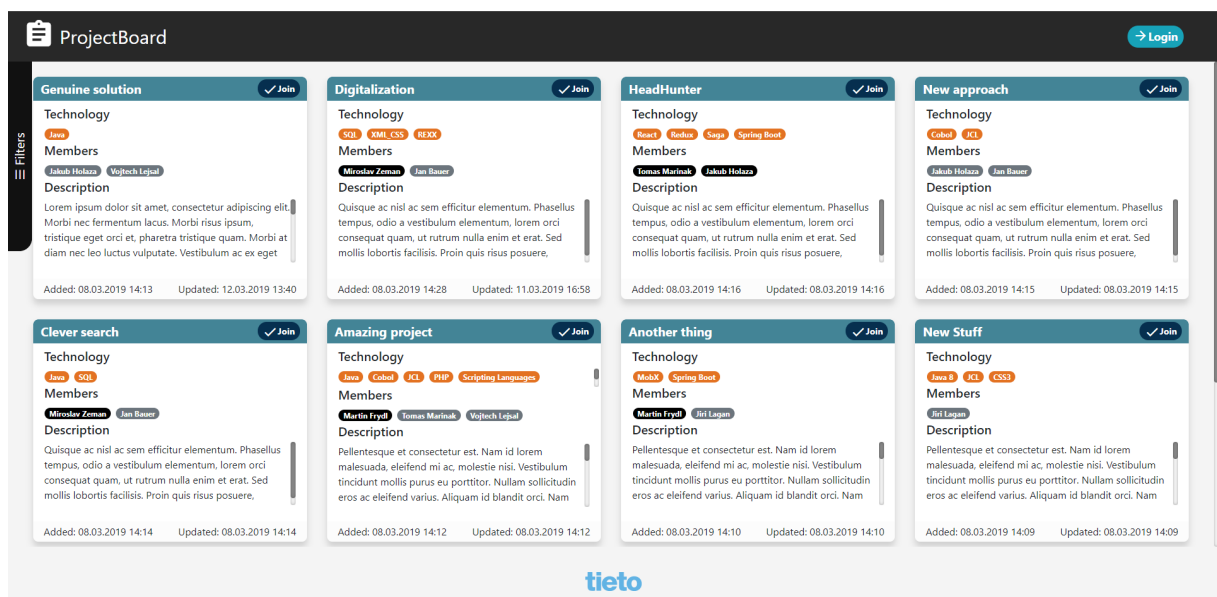 ProjectBoard
Login
Filters
Genuine solution
Join
Technology
Java
Members
Jakub Holaza Vojtech Lejsal
Description
Lorem ipsum dolor sit amet, consectetur adipiscing elit.
Morbi nec fermentum lacus. Morbi risus ipsum,
tristique eget orci et, pharetra tristique quam. Morbi at
diam nec leo luctus vulputate. Vestibulum ac ex eget
Added: 08.03.2019 14:13 Updated: 12.03.2019 13:40
Digitalization
Join
Technology
SQL XML_CSS REXX
Members
Miroslav Zeman Jan Bauer
Description
Quisque ac nisl ac sem efficitur elementum. Phasellus
tempus, odio a vestibulum elementum, lorem orci
consequat quam, ut rutrum nulla enim et erat. Sed
mollis lobortis facilisis. Proin quis risus posuere,
Added: 08.03.2019 14:28 Updated: 11.03.2019 16:58
HeadHunter
Join
Technology
React Redux Saga Spring Boot
Members
Tomas Marinak Jakub Holaza
Description
Quisque ac nisl ac sem efficitur elementum. Phasellus
tempus, odio a vestibulum elementum, lorem orci
consequat quam, ut rutrum nulla enim et erat. Sed
mollis lobortis facilisis. Proin quis risus posuere,
Added: 08.03.2019 14:16 Updated: 08.03.2019 14:16
New approach
Join
Technology
Cobol JCL
Members
Jakub Holaza Jan Bauer
Description
Quisque ac nisl ac sem efficitur elementum. Phasellus
tempus, odio a vestibulum elementum, lorem orci
consequat quam, ut rutrum nulla enim et erat. Sed
mollis lobortis facilisis. Proin quis risus posuere,
Added: 08.03.2019 14:15 Updated: 08.03.2019 14:15
Clever search
Join
Technology
Java SQL
Members
Miroslav Zeman Jan Bauer
Description
Quisque ac nisl ac sem efficitur elementum. Phasellus
tempus, odio a vestibulum elementum, lorem orci
consequat quam, ut rutrum nulla enim et erat. Sed
mollis lobortis facilisis. Proin quis risus posuere,
Added: 08.03.2019 14:14 Updated: 08.03.2019 14:14
Amazing project
Join
Technology
Java Cobol JCL PHP Scripting Languages
Members
Martin Frydl Tomas Marinak Vojtech Lejsal
Description
Pellentesque et consectetur est. Nam id lorem
malesuada, eleifend mi ac, molestie nisi. Vestibulum
tincidunt mollis purus eu porttitor. Nullam sollicitudin
eros ac eleifend varius. Aliquam id blandit orci. Nam
Added: 08.03.2019 14:12 Updated: 08.03.2019 14:12
Another thing
Join
Technology
MobX Spring Boot
Members
Martin Frydl Jiri Lagan
Description
Pellentesque et consectetur est. Nam id lorem
malesuada, eleifend mi ac, molestie nisi. Vestibulum
tincidunt mollis purus eu porttitor. Nullam sollicitudin
eros ac eleifend varius. Aliquam id blandit orci. Nam
Added: 08.03.2019 14:10 Updated: 08.03.2019 14:10
New Stuff
Join
Technology
Java 8 JCL CSS3
Members
Jiri Lagan
Description
Pellentesque et consectetur est. Nam id lorem
malesuada, eleifend mi ac, molestie nisi. Vestibulum
tincidunt mollis purus eu porttitor. Nullam sollicitudin
eros ac eleifend varius. Aliquam id blandit orci. Nam
Added: 08.03.2019 14:09 Updated: 08.03.2019 14:09
tieto